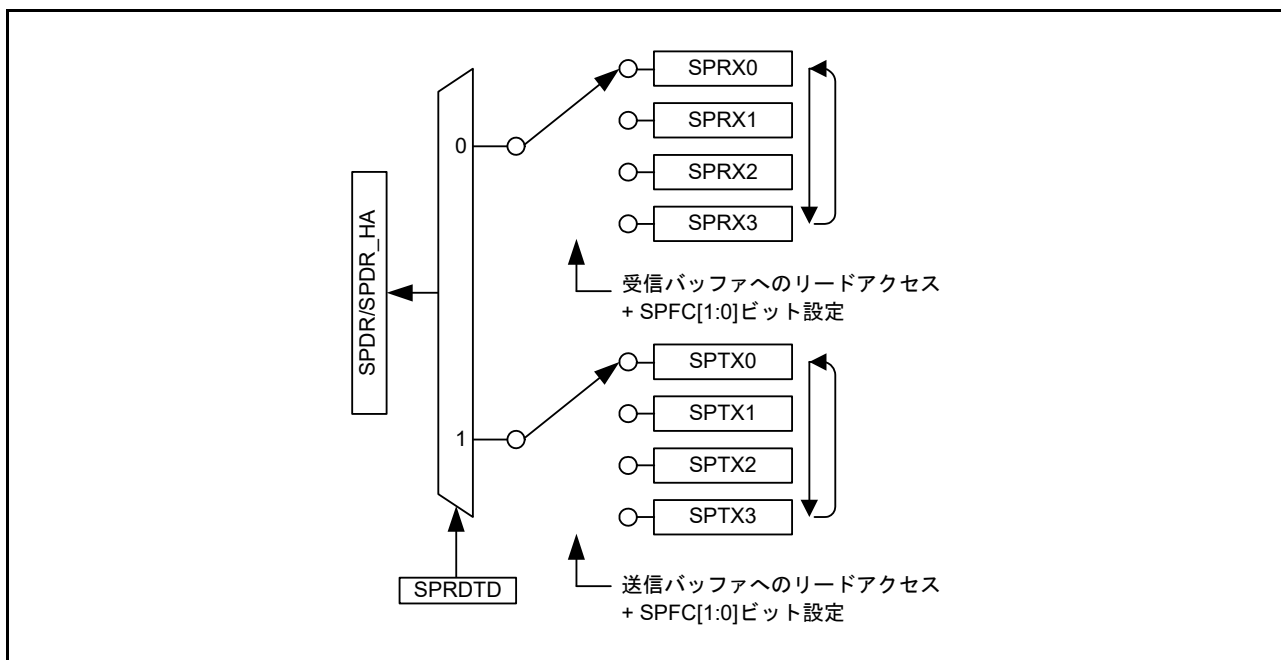 SPRX0
SPRX1
0
SPRX2
SPRX3
SPDR/SPDR_HA
受信バッファへのリードアクセス
+ SPFC[1:0]ビット設定
SPTX0
SPTX1
1
SPTX2
SPTX3
SPRDTD
送信バッファへのリードアクセス
+ SPFC[1:0]ビット設定